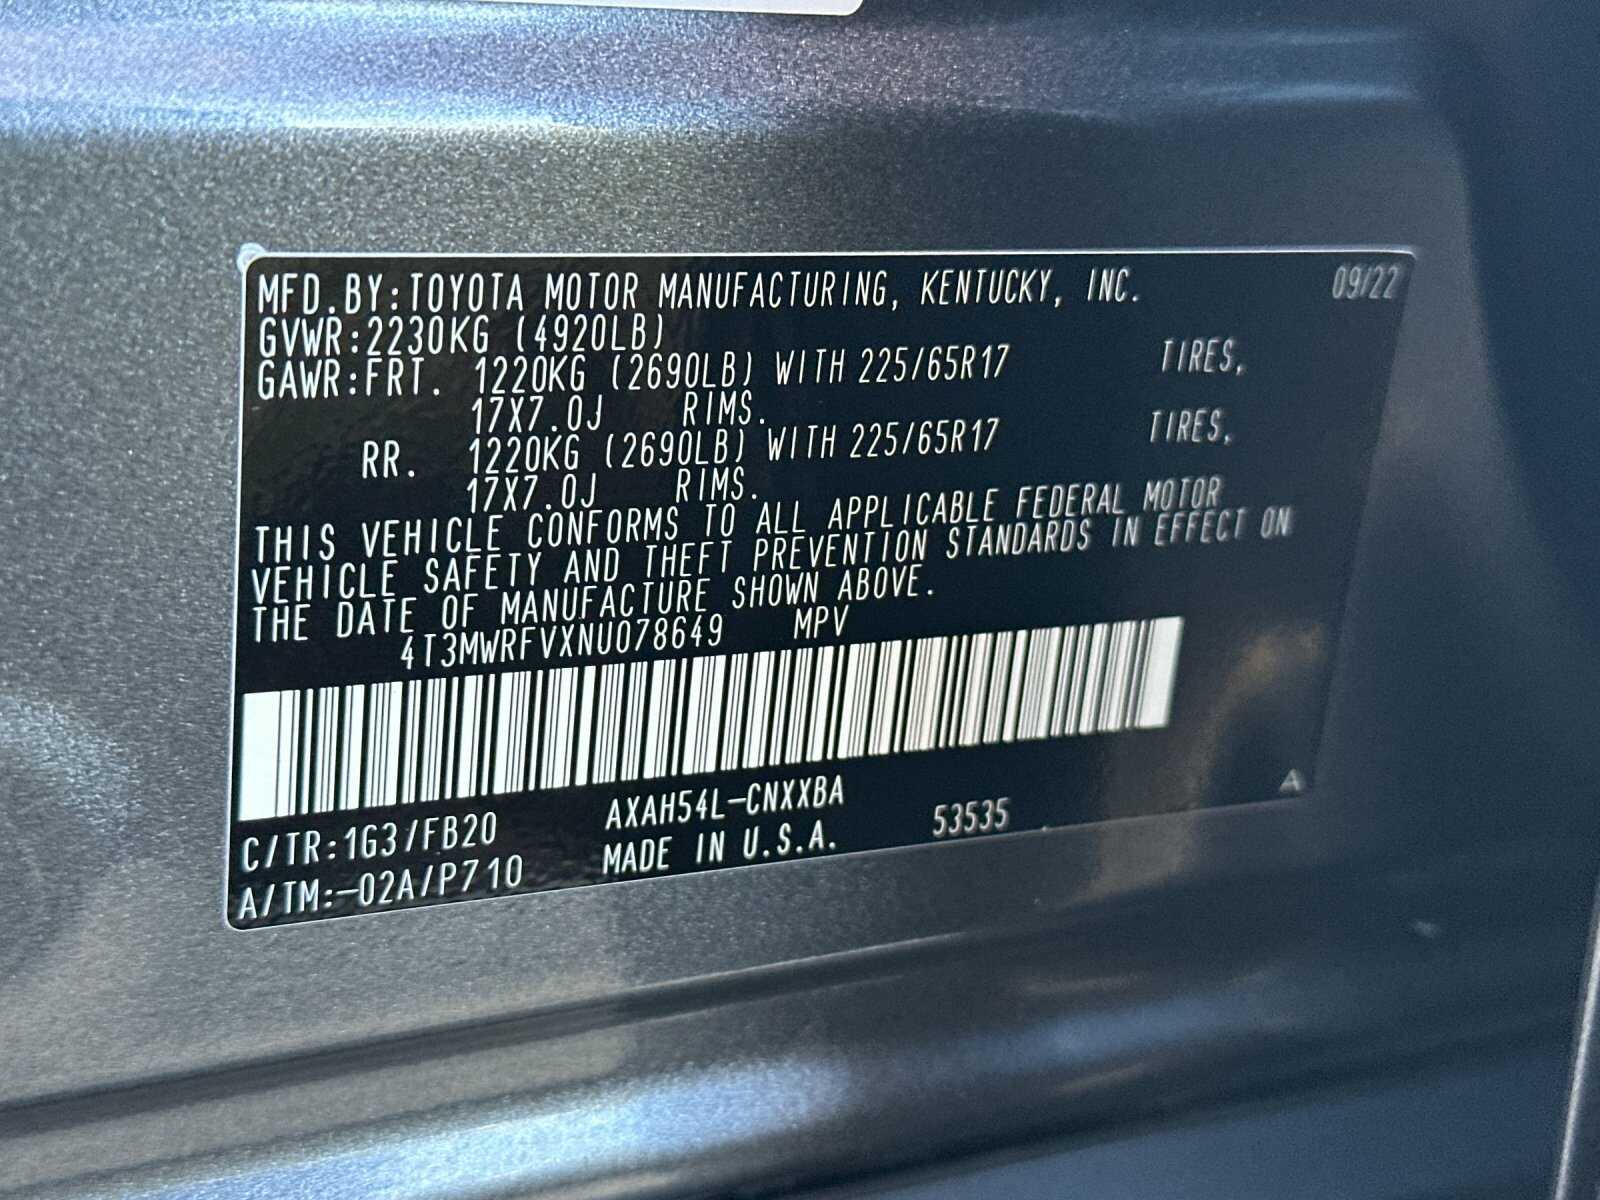 MFD.BY:TOYOTA MOTOR MANUFACTURING, KENTUCKY, INC. 09/22
GVWR:2230KG (4920LB)
GAWR:FRT. 1220KG (2690LB) WITH 225/65R17 TIRES,
17X7.0J RIMS.
RR. 1220KG (2690LB) WITH 225/65R17 TIRES,
17X7.0J RIMS.
THIS VEHICLE CONFORMS TO ALL APPLICABLE FEDERAL MOTOR
VEHICLE SAFETY AND THEFT PREVENTION STANDARDS IN EFFECT ON
THE DATE OF MANUFACTURE SHOWN ABOVE.
4T3MWRFVXNU078649 MPV
C/TR:1G3/FB20 AXAH54L-CNXXBA A
A/TM:-02A/P710 MADE IN U.S.A. 53535